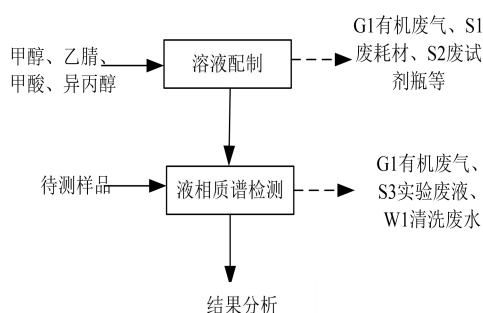 甲醇、乙腈、
甲酸、异丙醇
溶液配制
G1有机废气、S1
废耗材、S2废试
剂瓶等
待测样品
液相质谱检测
G1有机废气、
S3实验废液、
W1清洗废水
结果分析